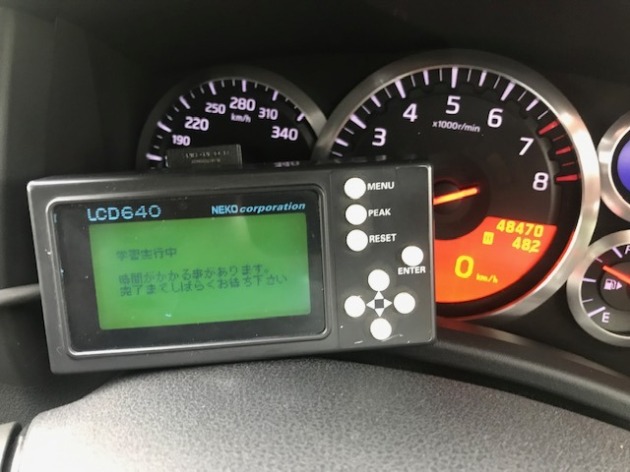 190
220
250
280
310
340
km/h
3
4
5
6
7
8
x1000r/min
48470
48.2
0 km/h
E
LCD640
NEKO corporation
MENU
PEAK
RESET
ENTER
学習走行中
時間がかかる事があります。
完了までしばらくお待ち下さい